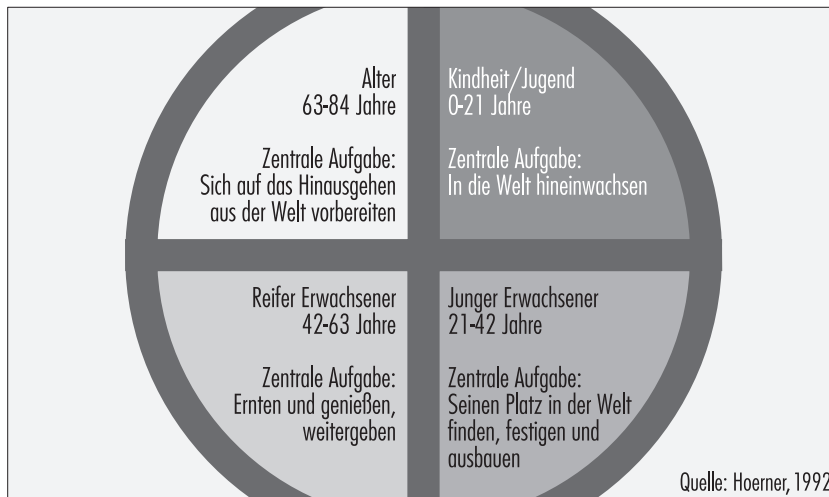 Alter
63-84 Jahre
Zentrale Aufgabe:
Sich auf das Hinausgehen
aus der Welt vorbereiten
Kindheit/Jugend
0-21 Jahre
Zentrale Aufgabe:
In die Welt hineinwachsen
Reifer Erwachsener
42-63 Jahre
Zentrale Aufgabe:
Ernten und genießen,
weitergeben
Junger Erwachsener
21-42 Jahre
Zentrale Aufgabe:
Seinen Platz in der Welt
finden, festigen und
ausbauen
Quelle: Hoerner, 1992